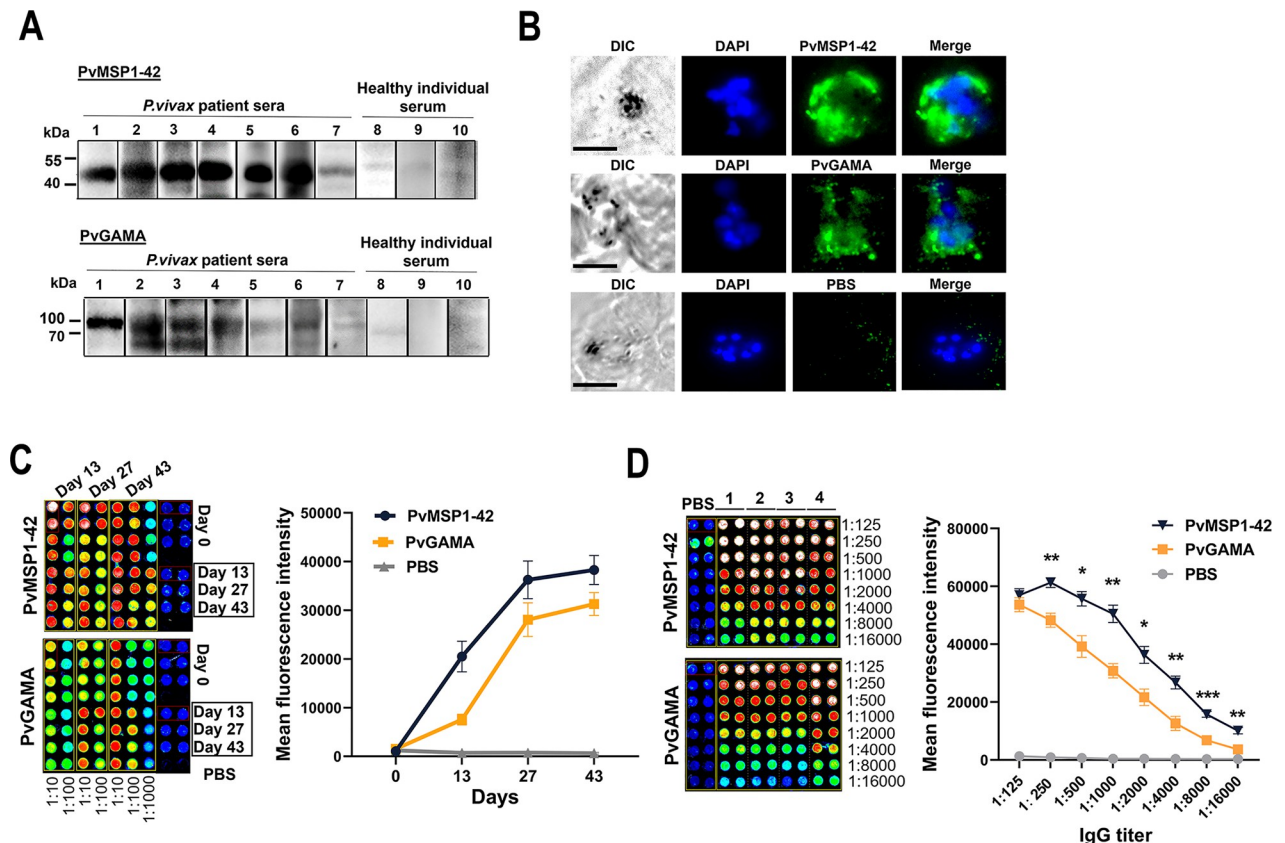 A
PvMSP1-42
P.vivax patient sera
Healthy individual
serum
kDa
1 2 3 4 5 6 7 8 9 10
55
40
PvGAMA
P.vivax patient sera
Healthy individual
serum
kDa
1 2 3 4 5 6 7 8 9 10
100
70
B
DIC DAPI PvMSP1-42 Merge
DIC DAPI PvGAMA Merge
DIC DAPI PBS Merge
C
Day 13
Day 27
Day 43
PvMSP1-42
Day 0
Day 13
Day 27
Day 43
PvGAMA
Day 0
Day 13
Day 27
Day 43
PBS
1:10
1:100
1:10
1:100
1:10
1:100
1:1000
Mean fluorescence intensity
50000
40000
30000
20000
10000
0
0 13 27 43
Days
PvMSP1-42
PvGAMA
PBS
D
PBS 1 2 3 4
PvMSP1-42
1:125
1:250
1:500
1:1000
1:2000
1:4000
1:8000
1:16000
PvGAMA
1:125
1:250
1:500
1:1000
1:2000
1:4000
1:8000
1:16000
Mean fluorescence intensity
80000
60000
40000
20000
0
** * ** * ** *** **
PvMSP1-42
PvGAMA
PBS
1:125
1: 250
1:500
1:1000
1:2000
1:4000
1:8000
1:16000
IgG titer